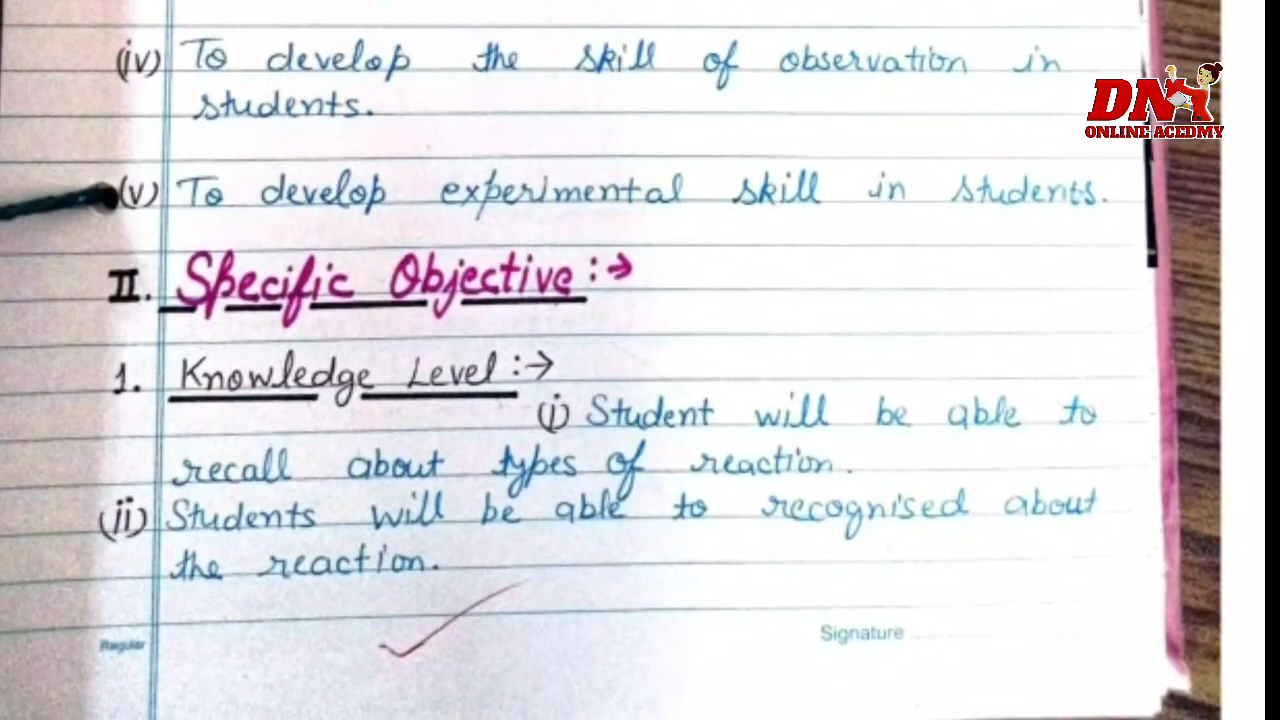 (iv) To develop the skill of observation in
students.
DNA
ONLINE ACEDMY
(v) To develop experimental skill in students.
II. Specific Objective :→
1. Knowledge Level :→
(i) Student will be able to
recall about types of reaction.
(ii) Students will be able to recognised about
the reaction.
Regular
Signature